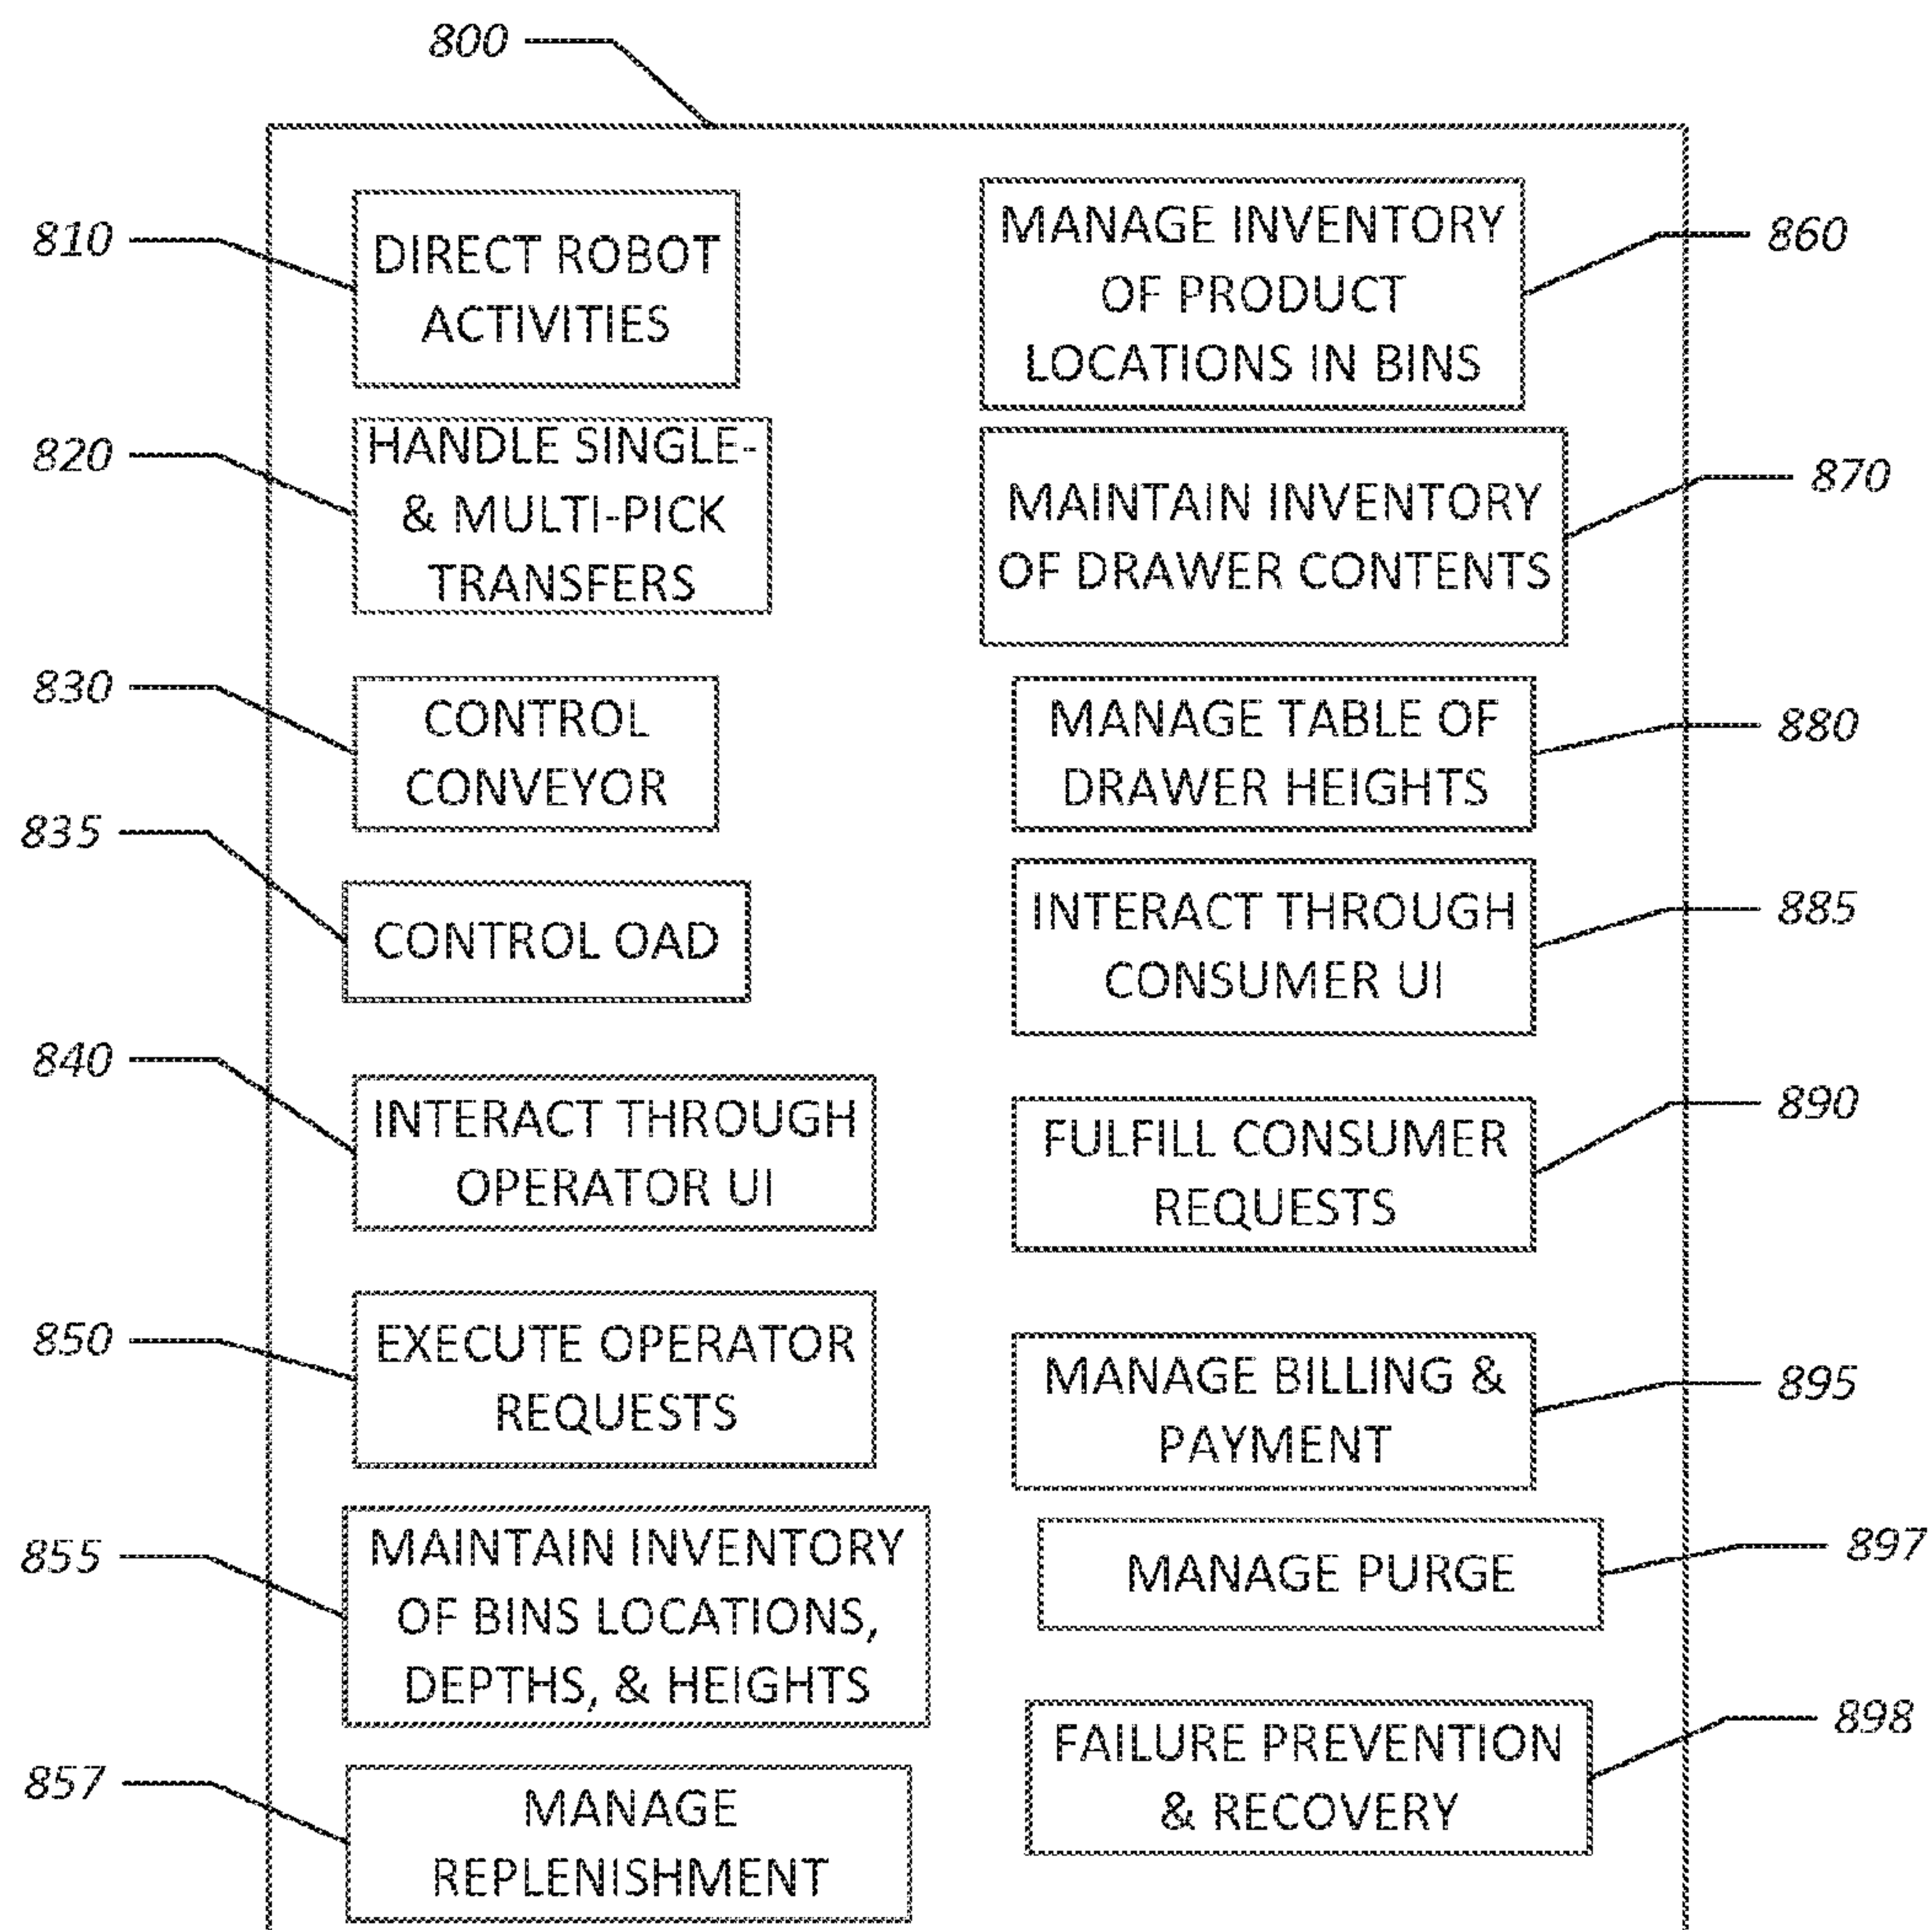 800
810
DIRECT ROBOT
ACTIVITIES
820
HANDLE SINGLE-
& MULTI-PICK
TRANSFERS
830
CONTROL
CONVEYOR
835
CONTROL OAD
840
INTERACT THROUGH
OPERATOR UI
850
EXECUTE OPERATOR
REQUESTS
855
MAINTAIN INVENTORY
OF BINS LOCATIONS,
DEPTHS, & HEIGHTS
857
MANAGE
REPLENISHMENT
MANAGE INVENTORY
OF PRODUCT
LOCATIONS IN BINS
860
MAINTAIN INVENTORY
OF DRAWER CONTENTS
870
MANAGE TABLE OF
DRAWER HEIGHTS
880
INTERACT THROUGH
CONSUMER UI
885
FULFILL CONSUMER
REQUESTS
890
MANAGE BILLING &
PAYMENT
895
MANAGE PURGE
897
FAILURE PREVENTION
& RECOVERY
898